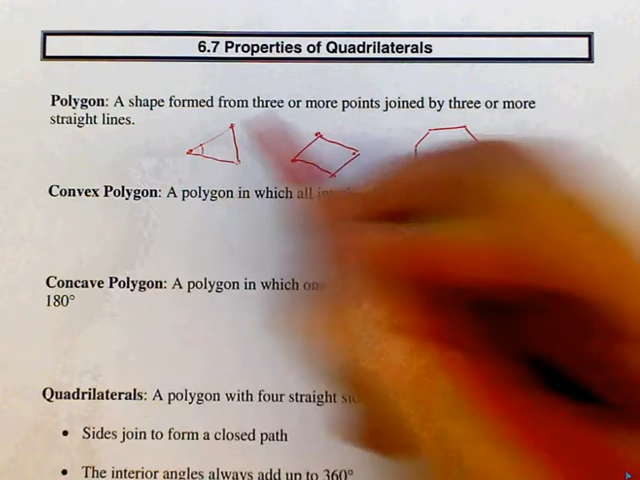 6.7 Properties of Quadrilaterals
Polygon: A shape formed from three or more points joined by three or more
straight lines.
Convex Polygon: A polygon in which all
Concave Polygon: A polygon in which
180°
Quadrilaterals: A polygon with four straight
• Sides join to form a closed path
• The interior angles always add up to 360°